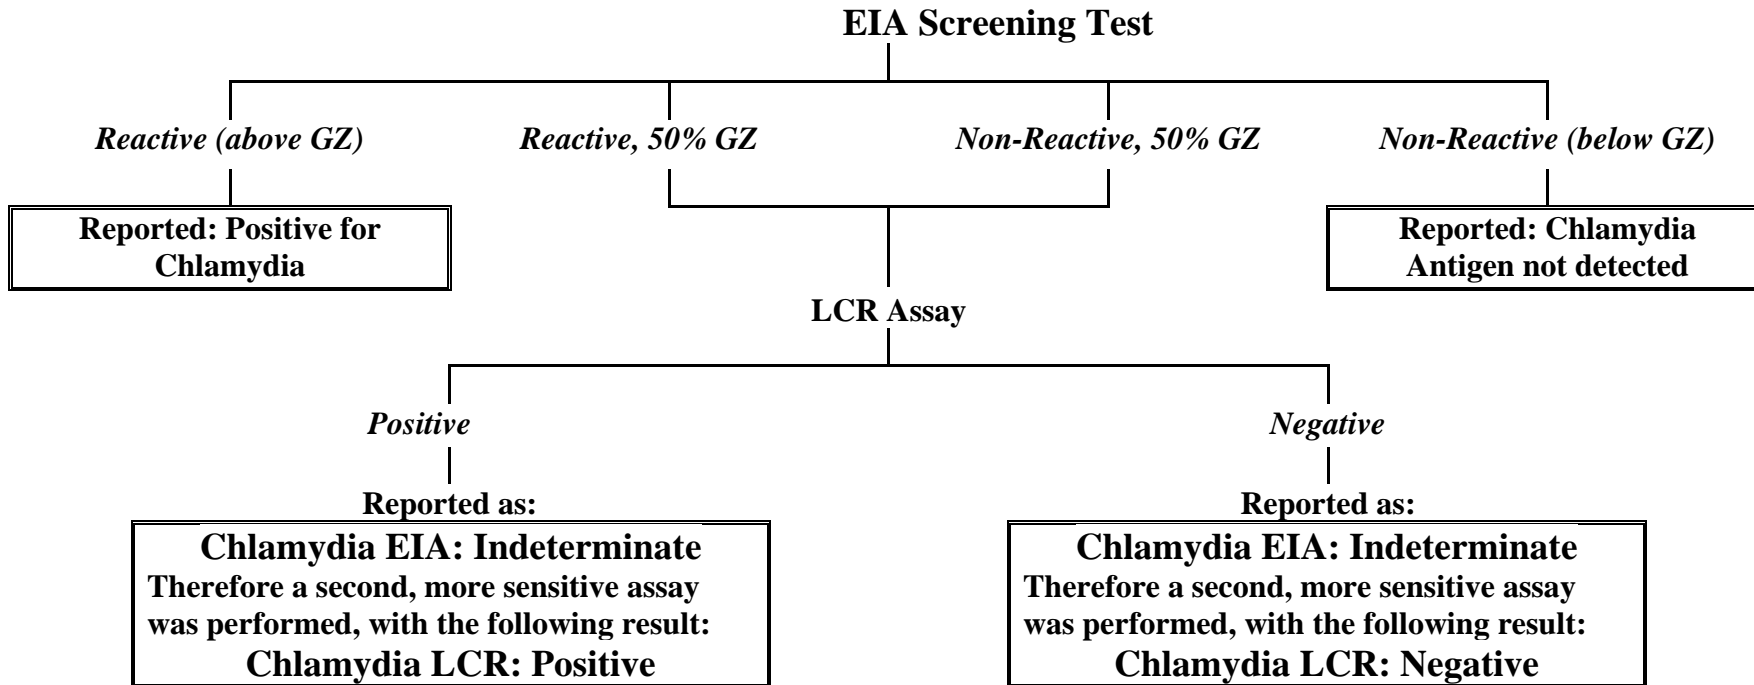 EIA Screening Test
Reactive (above GZ)
Reactive, 50% GZ
Non-Reactive, 50% GZ
Non-Reactive (below GZ)
Reported: Positive for
Chlamydia
Reported: Chlamydia
Antigen not detected
LCR Assay
Positive
Negative
Reported as:
Chlamydia EIA: Indeterminate
Therefore a second, more sensitive assay
was performed, with the following result:
Chlamydia LCR: Positive
Reported as:
Chlamydia EIA: Indeterminate
Therefore a second, more sensitive assay
was performed, with the following result:
Chlamydia LCR: Negative